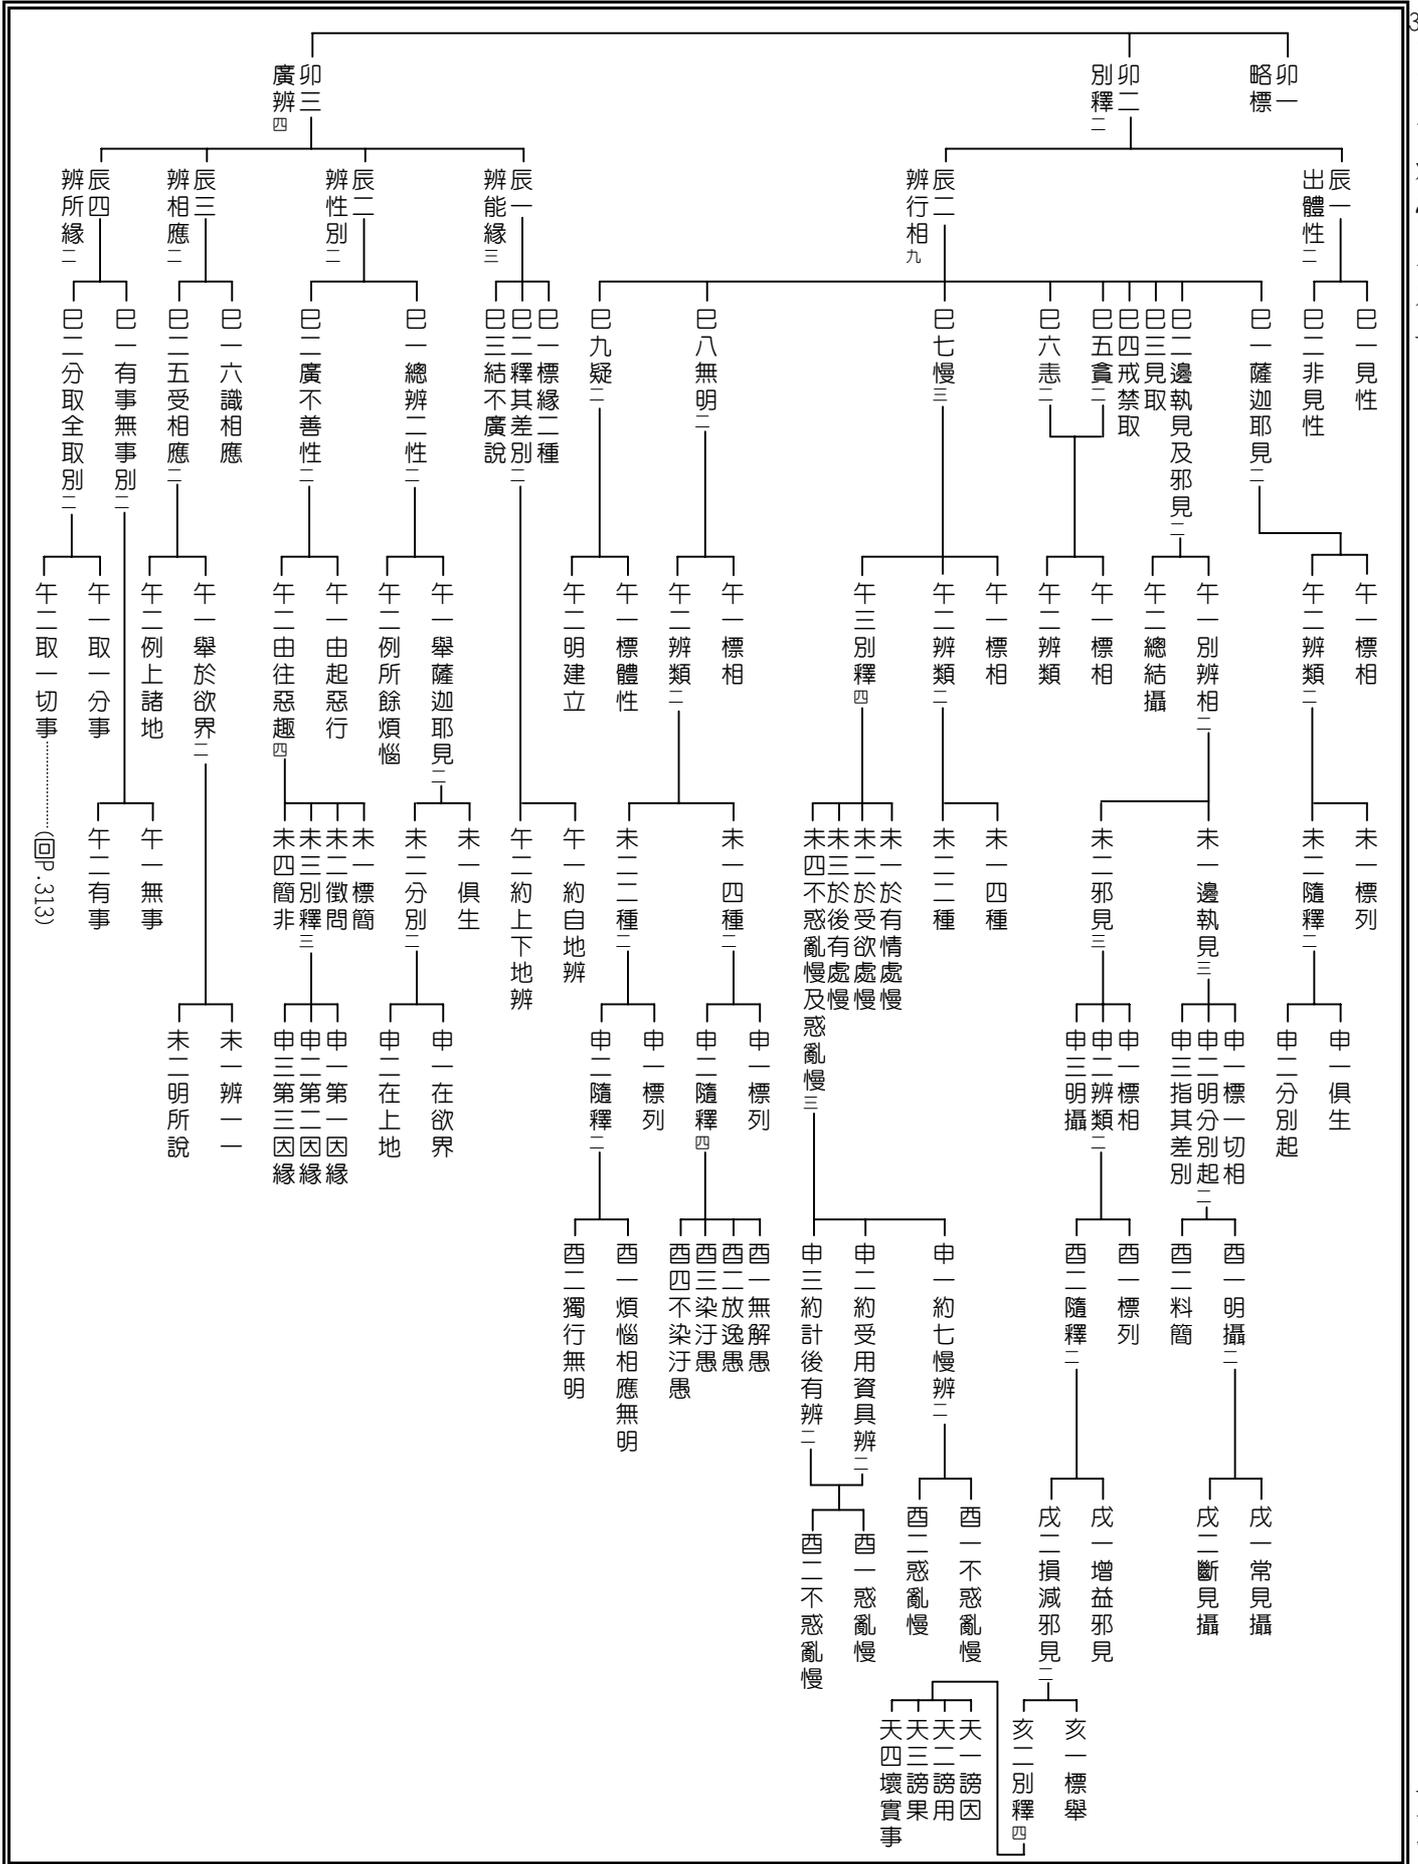 卯一
略標
卯二
別釋二
卯三
廣辨四
辰一
出體性二
辰二
辨行相九
辰一
辨能緣三
辰二
辨性別二
辰三
辨相應二
辰四
辨所緣二
巳一見性
巳二非見性
巳一薩迦耶見二
巳二邊執見及邪見二
巳三見取
巳四戒禁取
巳五貪二
巳六恚二
巳七慢三
巳八無明二
巳九疑二
巳一標緣二種
巳二釋其差別二
巳三結不廣說
巳一總辨二性二
巳二廣不善性二
巳一六識相應
巳二五受相應二
巳一有事無事別二
巳二分取全取別二
午一標相
午二辨類二
午一別辨相二
午二總結攝
午一標相
午二辨類
午一標相
午二辨類二
午三別釋四
午一標相
午二辨類二
午一標體性
午二明建立
午一舉薩迦耶見二
午二例所餘煩惱
午一由起惡行
午二由往惡趣四
午一舉於欲界二
午二例上諸地
午一取一分事
午二取一切事
(回P.313)
未一標列
未二隨釋二
未一邊執見三
未二邪見三
未一四種
未二二種
未一於有情處慢
未二於受欲處慢
未三於後有處慢
未四不惑亂慢及惑亂慢三
未一四種二
未二二種二
午一約自地辨
午二約上下地辨
未一俱生
未二分別二
未一標簡
未二徵問
未三別釋三
未四簡非
午一無事
午二有事
申一俱生
申二分別起
申一標一切相
申二明分別起二
申三指其差別
申一標相
申二辨類二
申三明攝
申一標列
申二隨釋四
申一標列
申二隨釋二
申一在欲界
申二在上地
申一第一因緣
申二第二因緣
申三第三因緣
未一辨一一
未二明所說
酉一明攝二
酉二料簡
酉一標列
酉二隨釋二
申一約七慢辨二
申二約受用資具辨二
申三約計後有辨二
酉一無解愚
酉二放逸愚
酉三染汙愚
酉四不染汙愚
酉一煩惱相應無明
酉二獨行無明
戌一常見攝
戌二斷見攝
戌一增益邪見
戌二損減邪見二
酉一不惑亂慢
酉二惑亂慢
酉一惑亂慢
酉二不惑亂慢
亥一標舉
亥二別釋四
天一謗因
天二謗用
天三謗果
天四壞實事